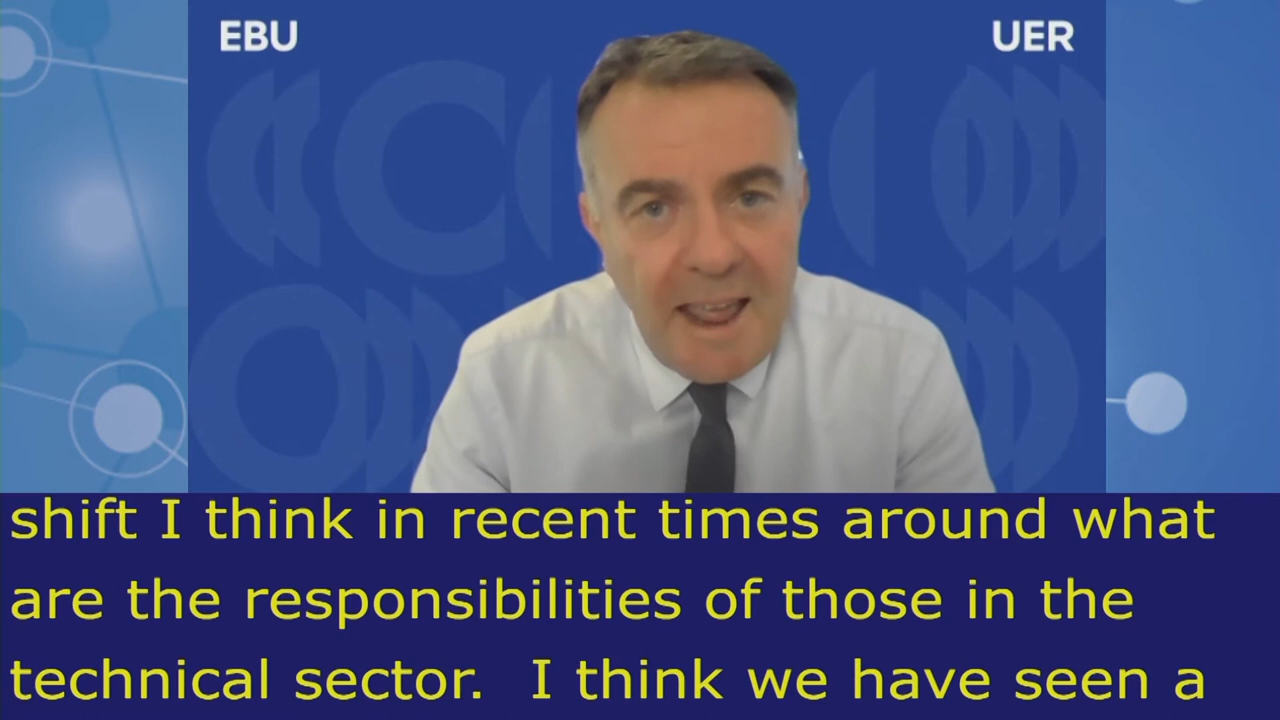 EBU UER
shift I think in recent times around what
are the responsibilities of those in the
technical sector.  I think we have seen a